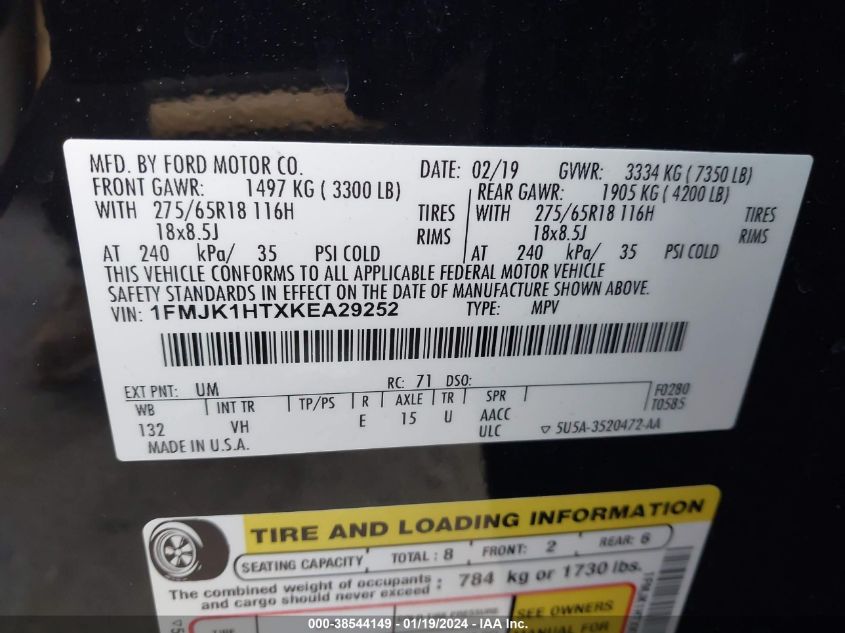 MFD. BY FORD MOTOR CO. DATE: 02/19 GVWR: 3334 KG ( 7350 LB)
FRONT GAWR: 1497 KG ( 3300 LB) REAR GAWR: 1905 KG ( 4200 LB)
WITH 275/65R18 116H TIRES WITH 275/65R18 116H TIRES
18x8.5J RIMS 18x8.5J RIMS
AT 240 kPa/ 35 PSI COLD AT 240 kPa/ 35 PSI COLD
THIS VEHICLE CONFORMS TO ALL APPLICABLE FEDERAL MOTOR VEHICLE
SAFETY STANDARDS IN EFFECT ON THE DATE OF MANUFACTURE SHOWN ABOVE.
VIN: 1FMJK1HTXKEA29252 TYPE: MPV
EXT PNT: UM RC: 71 DSO: F0280
WB INT TR TP/PS R AXLE TR SPR T0585
132 VH E 15 U AACC
ULC ▽ 5U5A-3520472-AA
MADE IN U.S.A.
TIRE AND LOADING INFORMATION
SEATING CAPACITY TOTAL : 8 FRONT: 2 REAR: 6
The combined weight of occupants and cargo should never exceed : 784 kg or 1730 lbs.
SEE OWNERS
MANUAL FOR
000-38544149 - 01/19/2024 - IAA Inc.